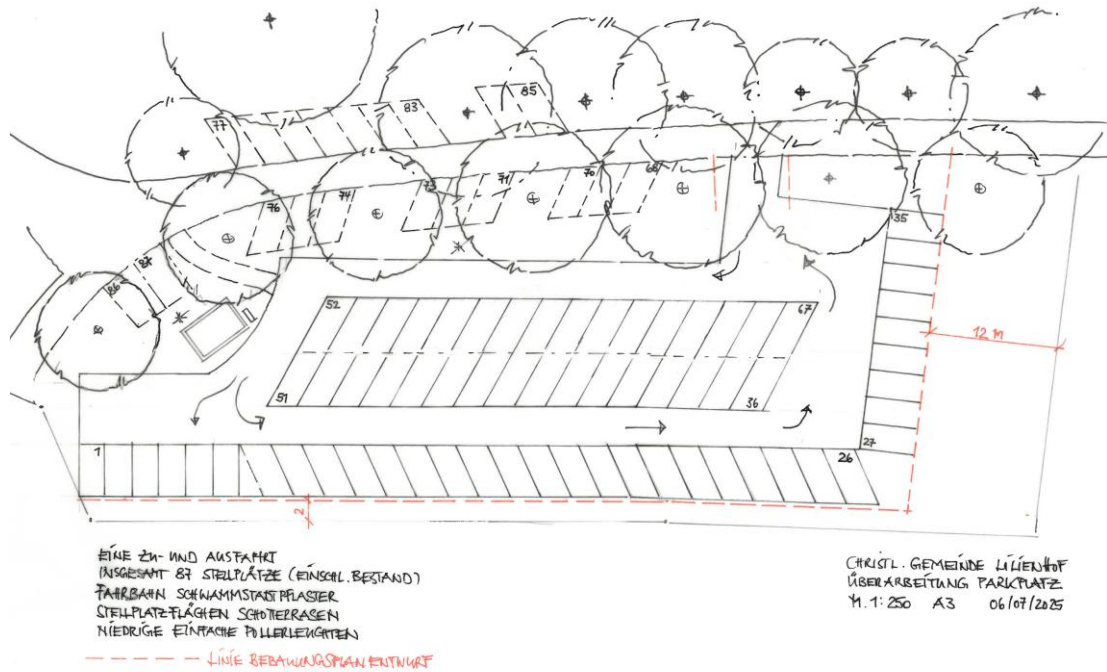 77
83
85
76
74
73
71
70
68
35
87
86
52
67
12 M
51
36
1
26
27
2
EINE ZU- UND AUSFAHRT
INSGESAMT 87 STELLPLÄTZE (EINSCHL. BESTAND)
FAHRBAHN SCHWAMMSTADTPFLASTER
STELLPLATZFLÄCHEN SCHOTTERRASEN
NIEDRIGE EINFACHE POLLERLEUCHTEN
LINIE BEBAUUNGSPLANENTWURF
CHRISTL. GEMEINDE LILIENHOF
ÜBERARBEITUNG PARKPLATZ
M. 1:250 A3 06/07/2025